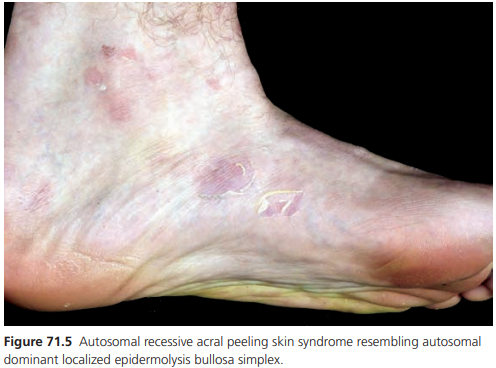 Figure 71.5 Autosomal recessive acral peeling skin syndrome resembling autosomal
dominant localized epidermolysis bullosa simplex.